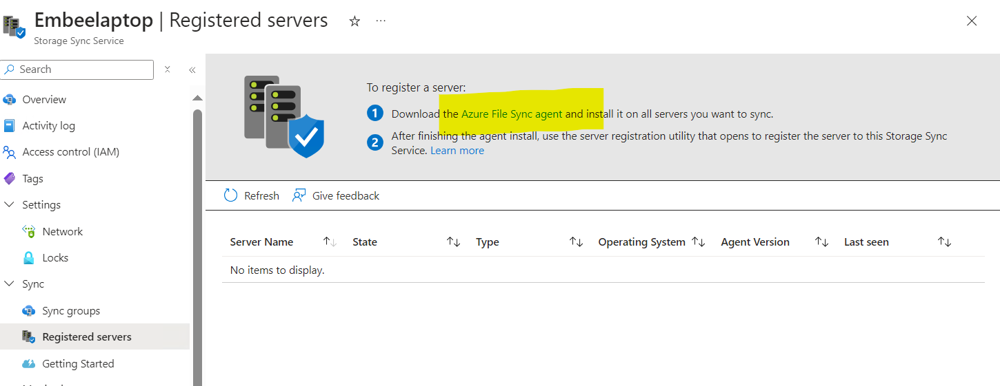 Embeelaptop | Registered servers
Storage Sync Service
Search
Overview
Activity log
Access control (IAM)
Tags
Settings
Network
Locks
Sync
Sync groups
Registered servers
Getting Started
To register a server:
1 Download the Azure File Sync agent and install it on all servers you want to sync.
2 After finishing the agent install, use the server registration utility that opens to register the server to this Storage Sync
Service. Learn more
Refresh Give feedback
Server Name State Type Operating System Agent Version Last seen
No items to display.